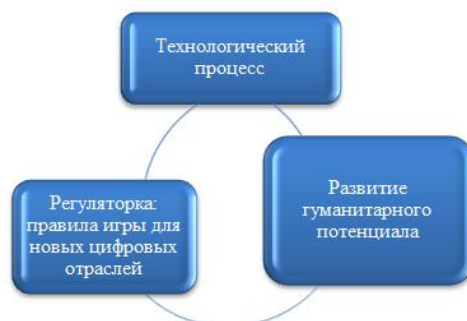 Технологический
процесс
Развитие
гуманитарного
потенциала
Регуляторка:
правила игры для
новых цифровых
отраслей